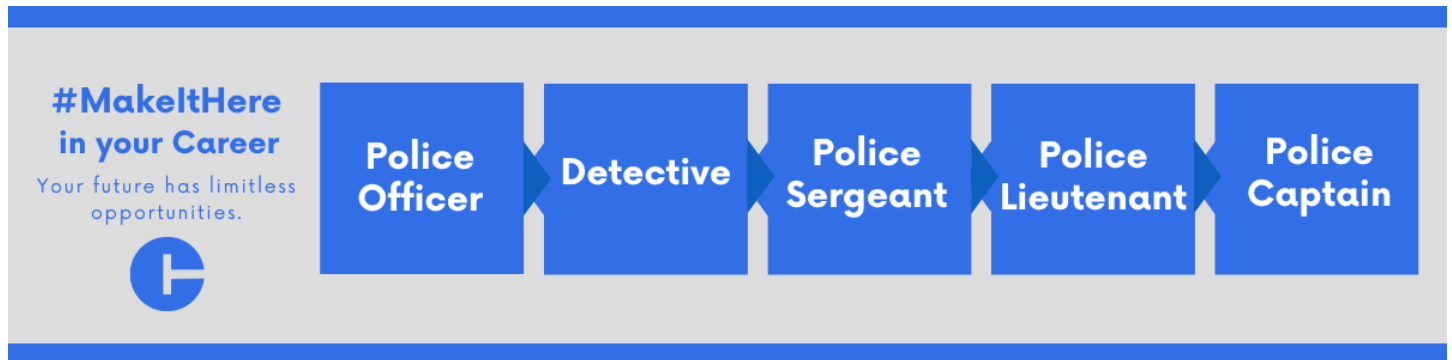 #MakeItHere
in your Career
Your future has limitless
opportunities.
Police
Officer
Detective
Police
Sergeant
Police
Lieutenant
Police
Captain